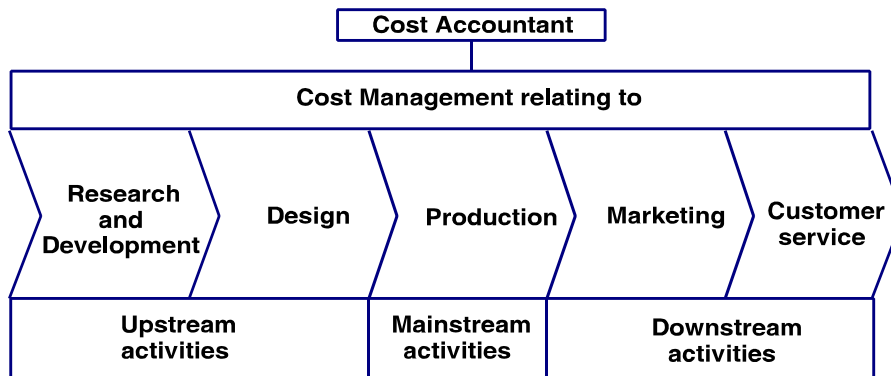 Cost Accountant
Cost Management relating to
Research
and
Development
Design
Production
Marketing
Customer
service
Upstream
activities
Mainstream
activities
Downstream
activities